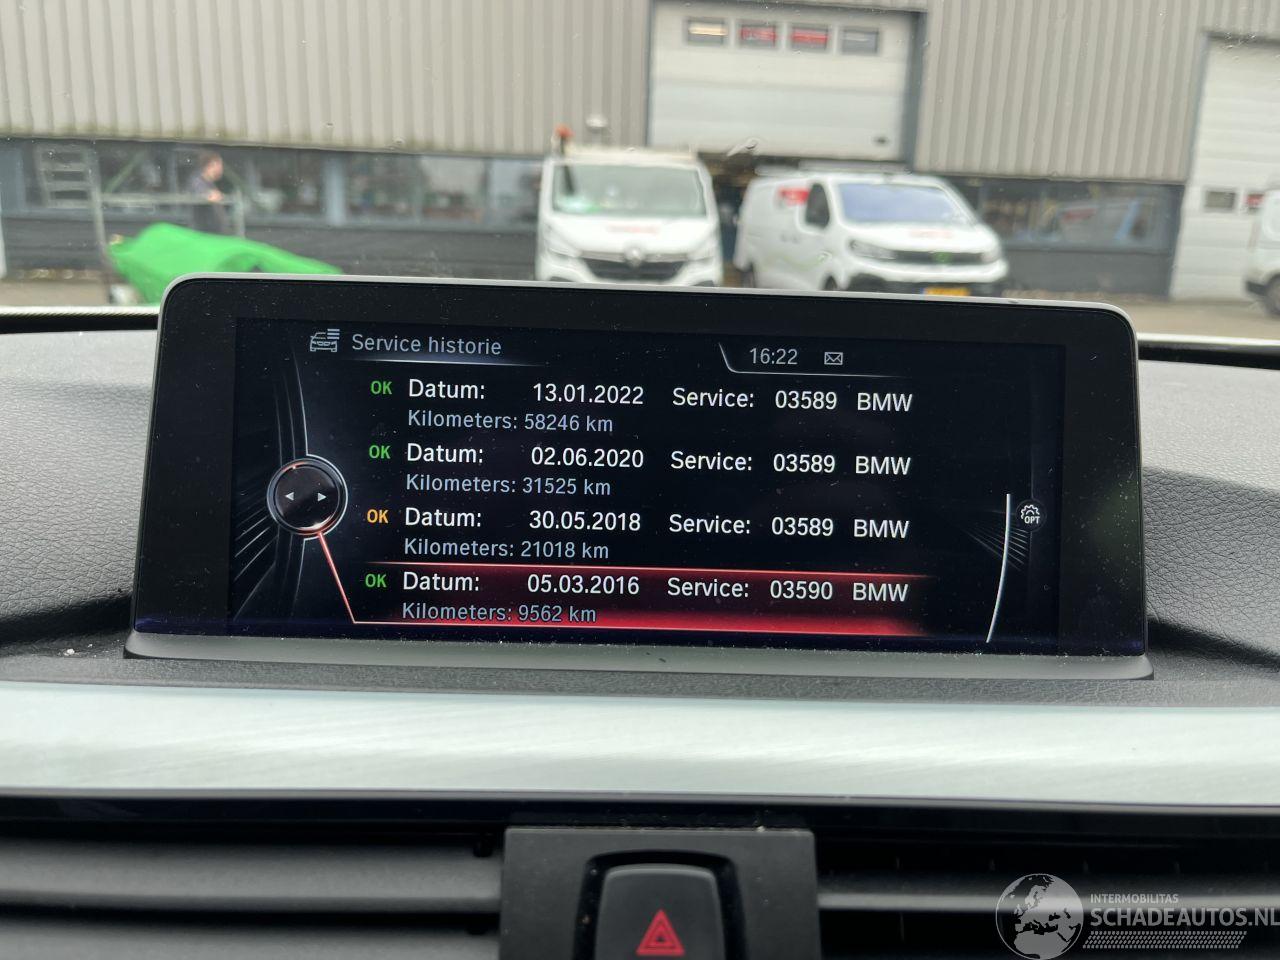 Service historie
16:22
OK Datum: 13.01.2022 Service: 03589 BMW
Kilometers: 58246 km
OK Datum: 02.06.2020 Service: 03589 BMW
Kilometers: 31525 km
OK Datum: 30.05.2018 Service: 03589 BMW
Kilometers: 21018 km
OPT
OK Datum: 05.03.2016 Service: 03590 BMW
Kilometers: 9562 km
INTERMOBILITAS
SCHADEAUTOS.NL